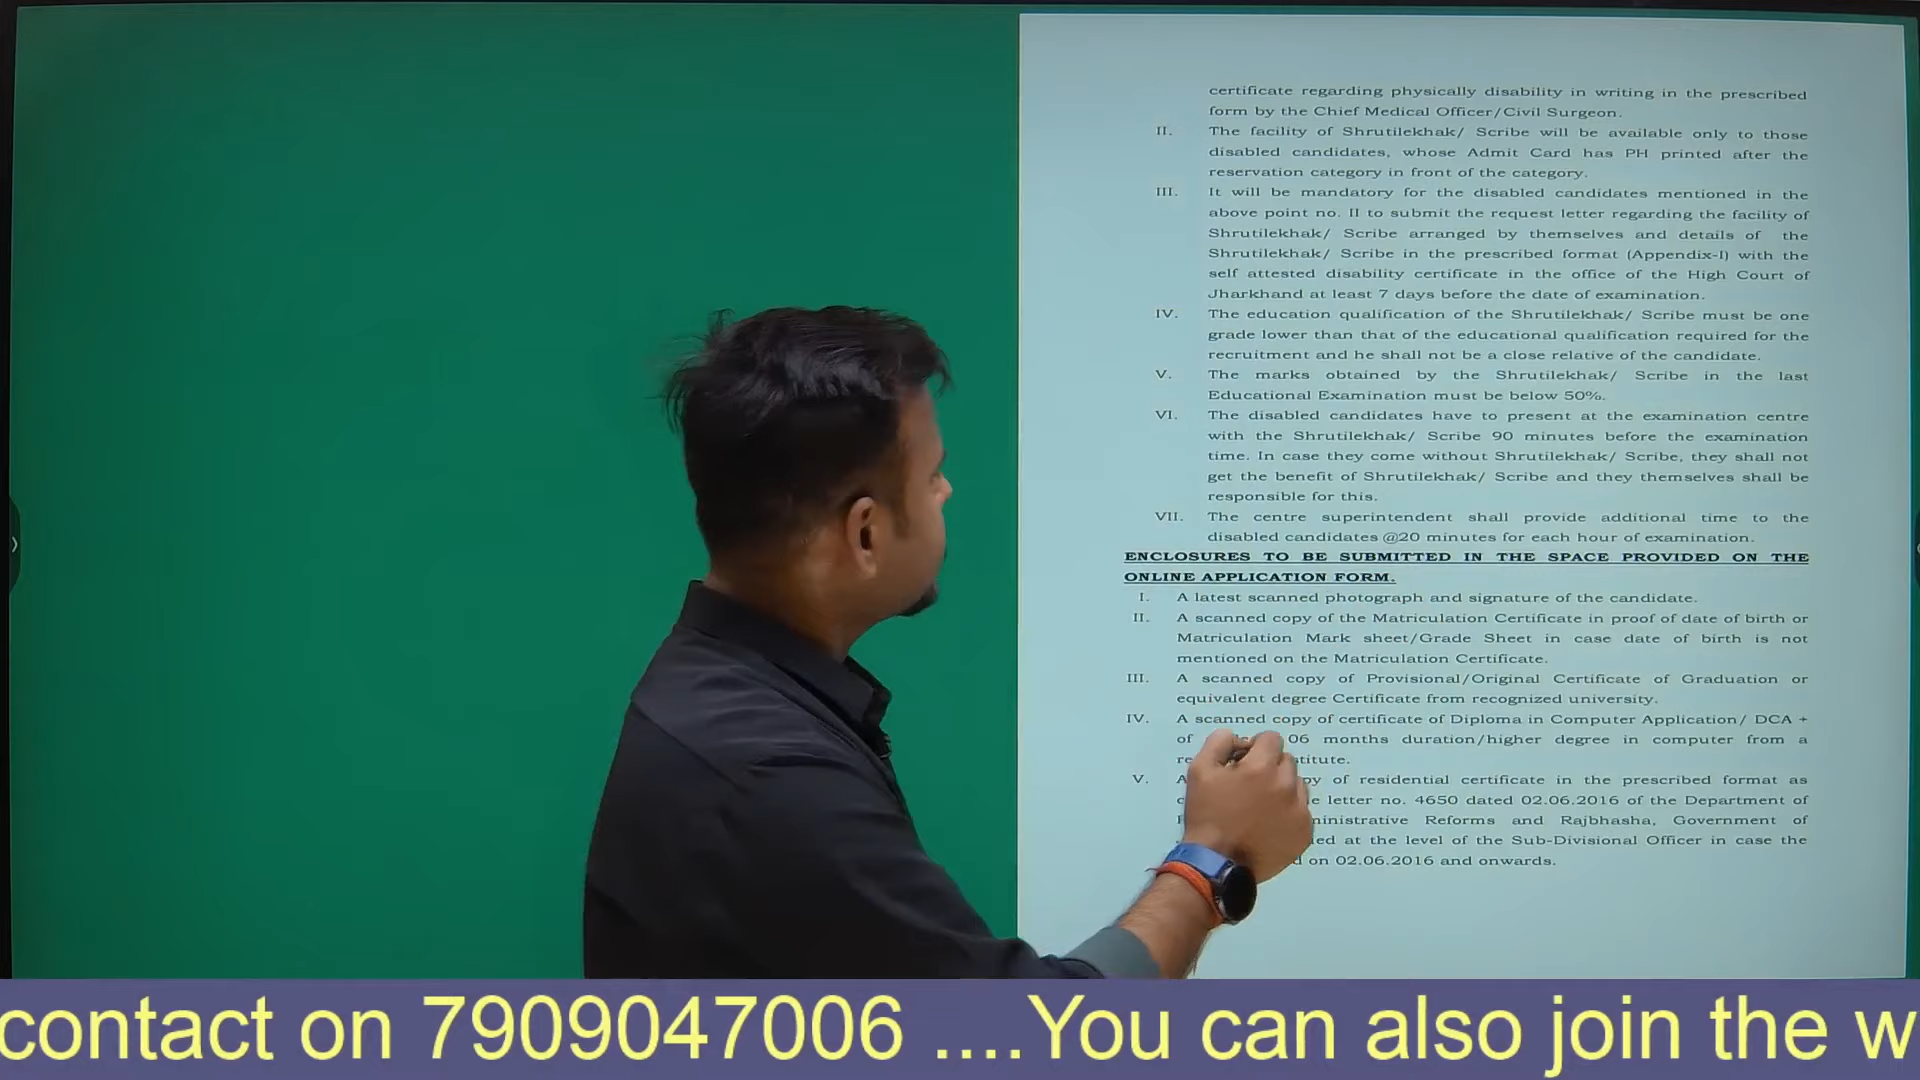 certificate regarding physically disability in writing in the prescribed
form by the Chief Medical Officer/Civil Surgeon.
II. The facility of Shrutilekhak/ Scribe will be available only to those
disabled candidates, whose Admit Card has PH printed after the
reservation category in front of the category.
III. It will be mandatory for the disabled candidates mentioned in the
above point no. II to submit the request letter regarding the facility of
Shrutilekhak/ Scribe arranged by themselves and details of the
Shrutilekhak/ Scribe in the prescribed format (Appendix-I) with the
self attested disability certificate in the office of the High Court of
Jharkhand at least 7 days before the date of examination.
IV. The education qualification of the Shrutilekhak/ Scribe must be one
grade lower than that of the educational qualification required for the
recruitment and he shall not be a close relative of the candidate.
V. The marks obtained by the Shrutilekhak/ Scribe in the last
Educational Examination must be below 50%.
VI. The disabled candidates have to present at the examination centre
with the Shrutilekhak/ Scribe 90 minutes before the examination
time. In case they come without Shrutilekhak/ Scribe, they shall not
get the benefit of Shrutilekhak/ Scribe and they themselves shall be
responsible for this.
VII. The centre superintendent shall provide additional time to the
disabled candidates @20 minutes for each hour of examination.
ENCLOSURES TO BE SUBMITTED IN THE SPACE PROVIDED ON THE
ONLINE APPLICATION FORM.
I. A latest scanned photograph and signature of the candidate.
II. A scanned copy of the Matriculation Certificate in proof of date of birth or
Matriculation Mark sheet/Grade Sheet in case date of birth is not
mentioned on the Matriculation Certificate.
III. A scanned copy of Provisional/Original Certificate of Graduation or
equivalent degree Certificate from recognized university.
IV. A scanned copy of certificate of Diploma in Computer Application/ DCA +
of 06 months duration/higher degree in computer from a
V. A of residential certificate in the prescribed format as
letter no. 4650 dated 02.06.2016 of the Department of
Reforms and Rajbhasha, Government of
at the level of the Sub-Divisional Officer in case the
on 02.06.2016 and onwards.
contact on 7909047006 ....You can also join the w